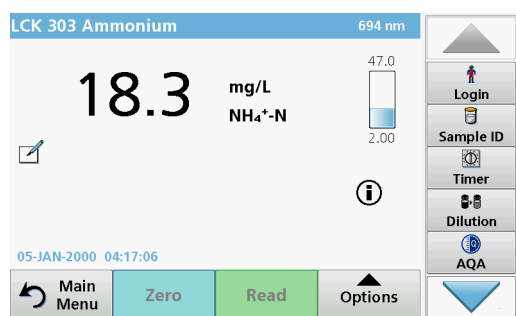 LCK 303 Ammonium 694 nm
47.0
18.3 mg/L
NH₄⁺-N
2.00
i
05-JAN-2000 04:17:06
Main Menu
Zero
Read
Options
Login
Sample ID
Timer
Dilution
AQA